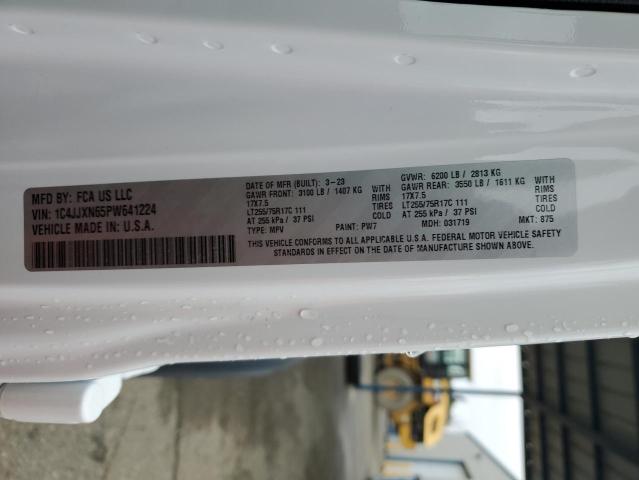 MFD BY: FCA US LLC
VIN: 1C4JJXN65PW641224
VEHICLE MADE IN: U.S.A.
DATE OF MFR (BUILT): 3-23
GAWR FRONT: 3100 LB / 1407 KG WITH
17X7.5 RIMS
LT255/75R17C 111 TIRES
AT 255 kPa / 37 PSI COLD
TYPE: MPV PAINT: PW7
GVWR: 6200 LB / 2813 KG
GAWR REAR: 3550 LB / 1611 KG WITH
17X7.5 RIMS
LT255/75R17C 111 TIRES
AT 255 kPa / 37 PSI COLD
MDH: 031719 MKT: 875
THIS VEHICLE CONFORMS TO ALL APPLICABLE U.S.A. FEDERAL MOTOR VEHICLE SAFETY
STANDARDS IN EFFECT ON THE DATE OF MANUFACTURE SHOWN ABOVE.